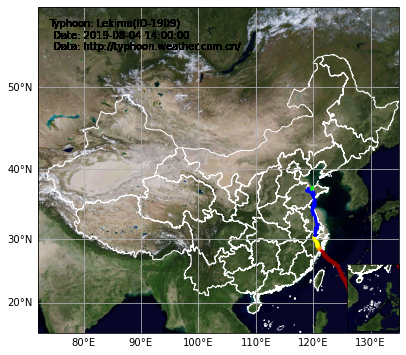 Typhoon: Lekima(ID-1909)
Date: 2019-08-04 14:00:00
Data: http://typhoon.weather.com.cn/
50°N
40°N
30°N
20°N
80°E 90°E 100°E 110°E 120°E 130°E